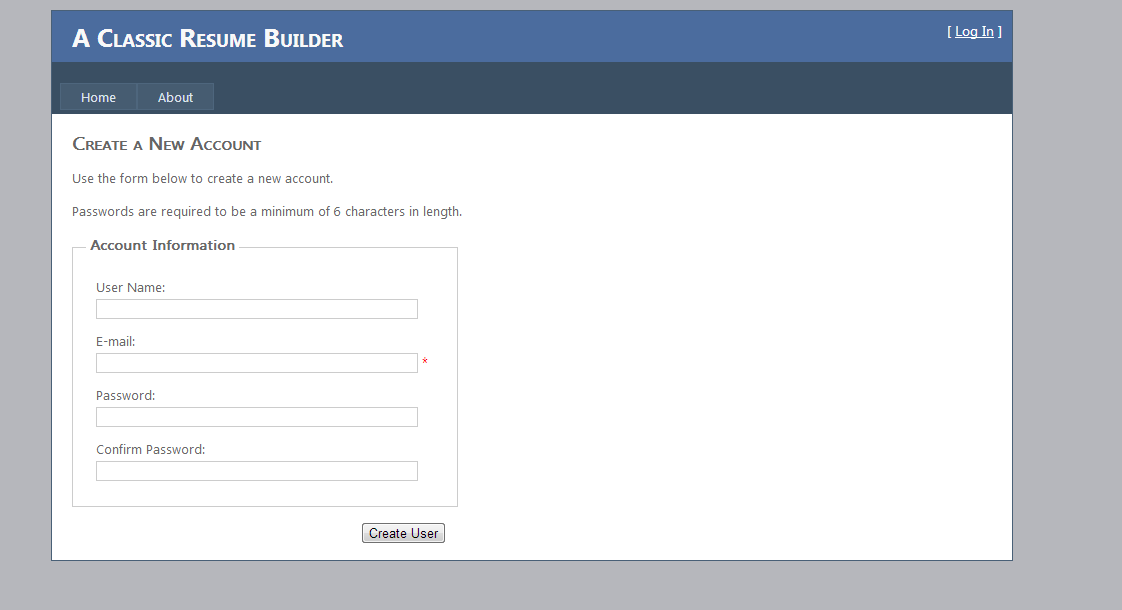 A Classic Resume Builder
[ Log In ]
Home
About
Create a New Account
Use the form below to create a new account.
Passwords are required to be a minimum of 6 characters in length.
Account Information
User Name:
E-mail:
*
Password:
Confirm Password:
Create User